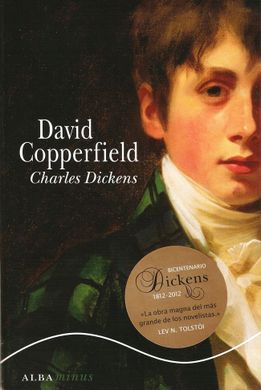 David
Copperfield
Charles Dickens
BICENTENARIO
Dickens
1812-2012
«La obra magna del más
grande de los novelistas.»
LEV N. TOLSTÓI
ALBA minus